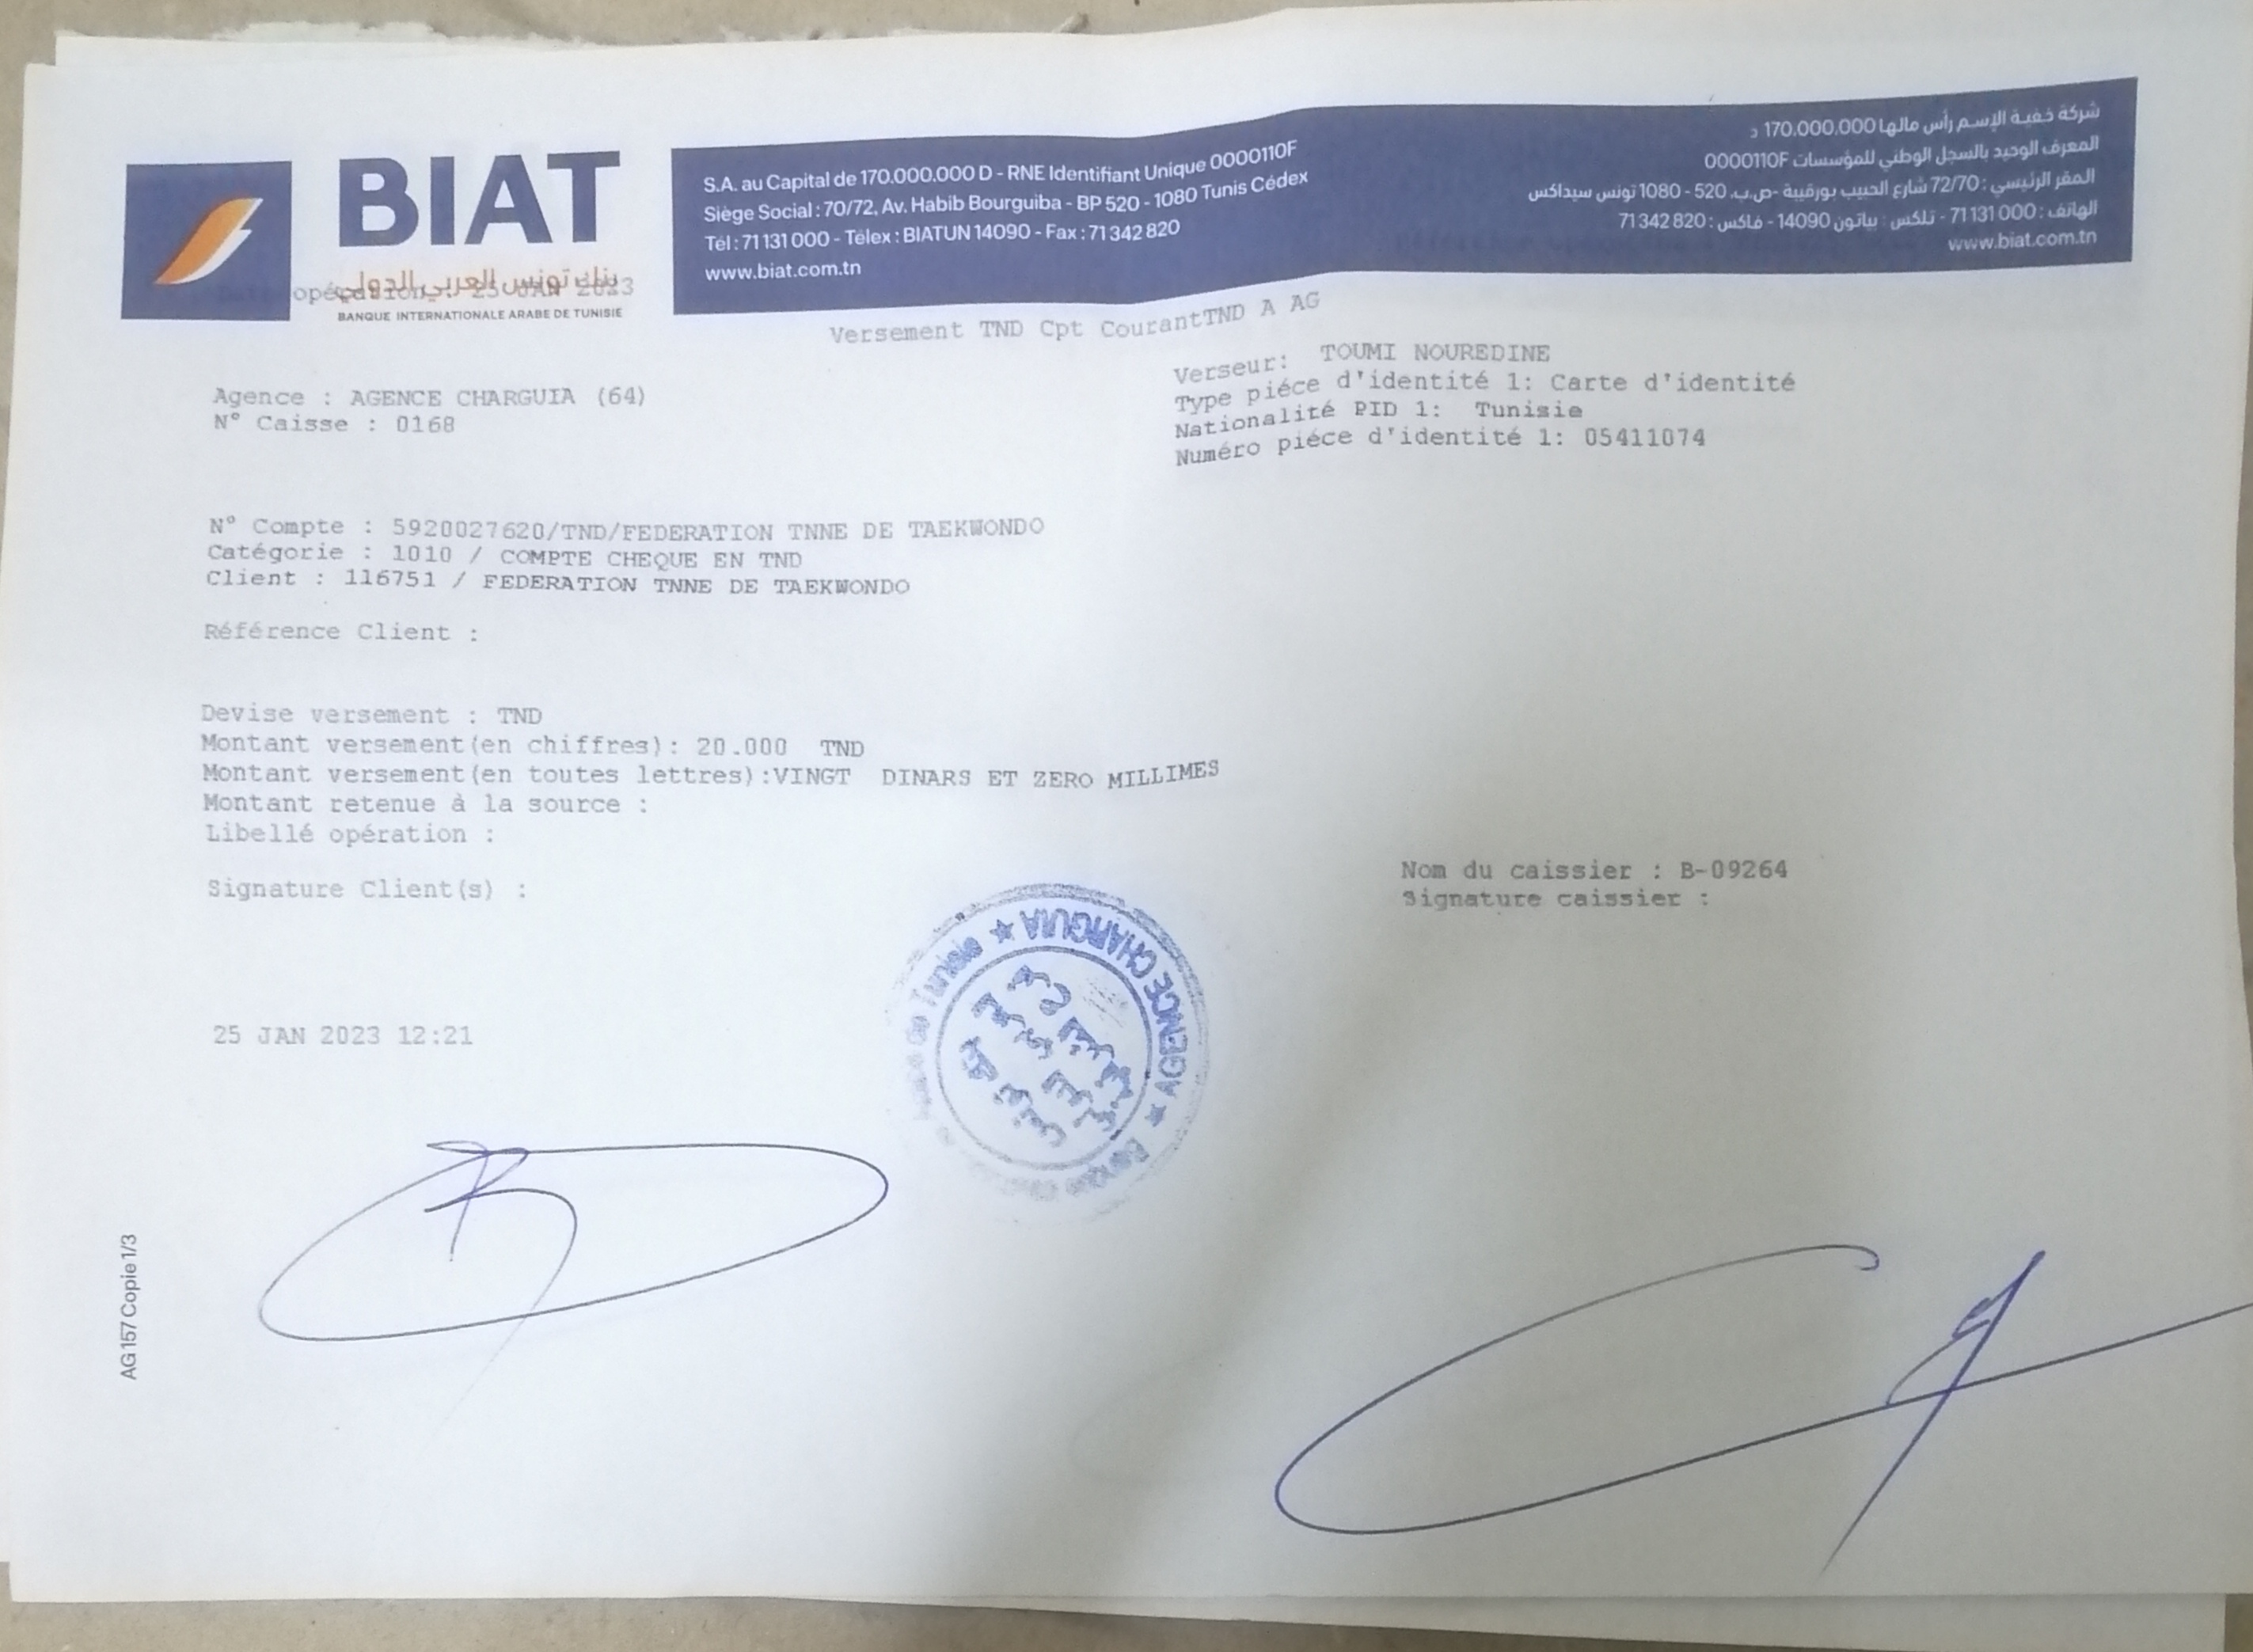 BIAT
بنك تونس العربي الدولي
opération : 25 JAN 2023
BANQUE INTERNATIONALE ARABE DE TUNISIE
S.A. au Capital de 170.000.000 D - RNE Identifiant Unique 0000110F
Siège Social : 70/72, Av. Habib Bourguiba - BP 520 - 1080 Tunis Cédex
Tél : 71 131 000 - Télex : BIATUN 14090 - Fax : 71 342 820
www.biat.com.tn
شركة خفية الإسم رأس مالها 170.000.000 د
المعرف الوحيد بالسجل الوطني للمؤسسات 0000110F
المقر الرئيسي : 72/70 شارع الحبيب بورقيبة -ص.ب. 520 - 1080 تونس سيداكس
الهاتف : 71 131 000 - تلكس : بياتون 14090 - فاكس : 71 342 820
www.biat.com.tn
Versement TND Cpt CourantTND A AG
Agence : AGENCE CHARGUIA (64)
N° Caisse : 0168
Verseur: TOUMI NOUREDINE
Type piéce d'identité 1: Carte d'identité
Nationalité PID 1: Tunisie
Numéro piéce d'identité 1: 05411074
N° Compte : 5920027620/TND/FEDERATION TNNE DE TAEKWONDO
Catégorie : 1010 / COMPTE CHEQUE EN TND
Client : 116751 / FEDERATION TNNE DE TAEKWONDO
Référence Client :
Devise versement : TND
Montant versement(en chiffres): 20.000 TND
Montant versement(en toutes lettres):VINGT DINARS ET ZERO MILLIMES
Montant retenue à la source :
Libellé opération :
Signature Client(s) :
Nom du caissier : B-09264
Signature caissier :
★ AGENCE CHARGUIA ★
de Tunisie
25 JAN 2023 12:21
AG 157 Copie 1/3